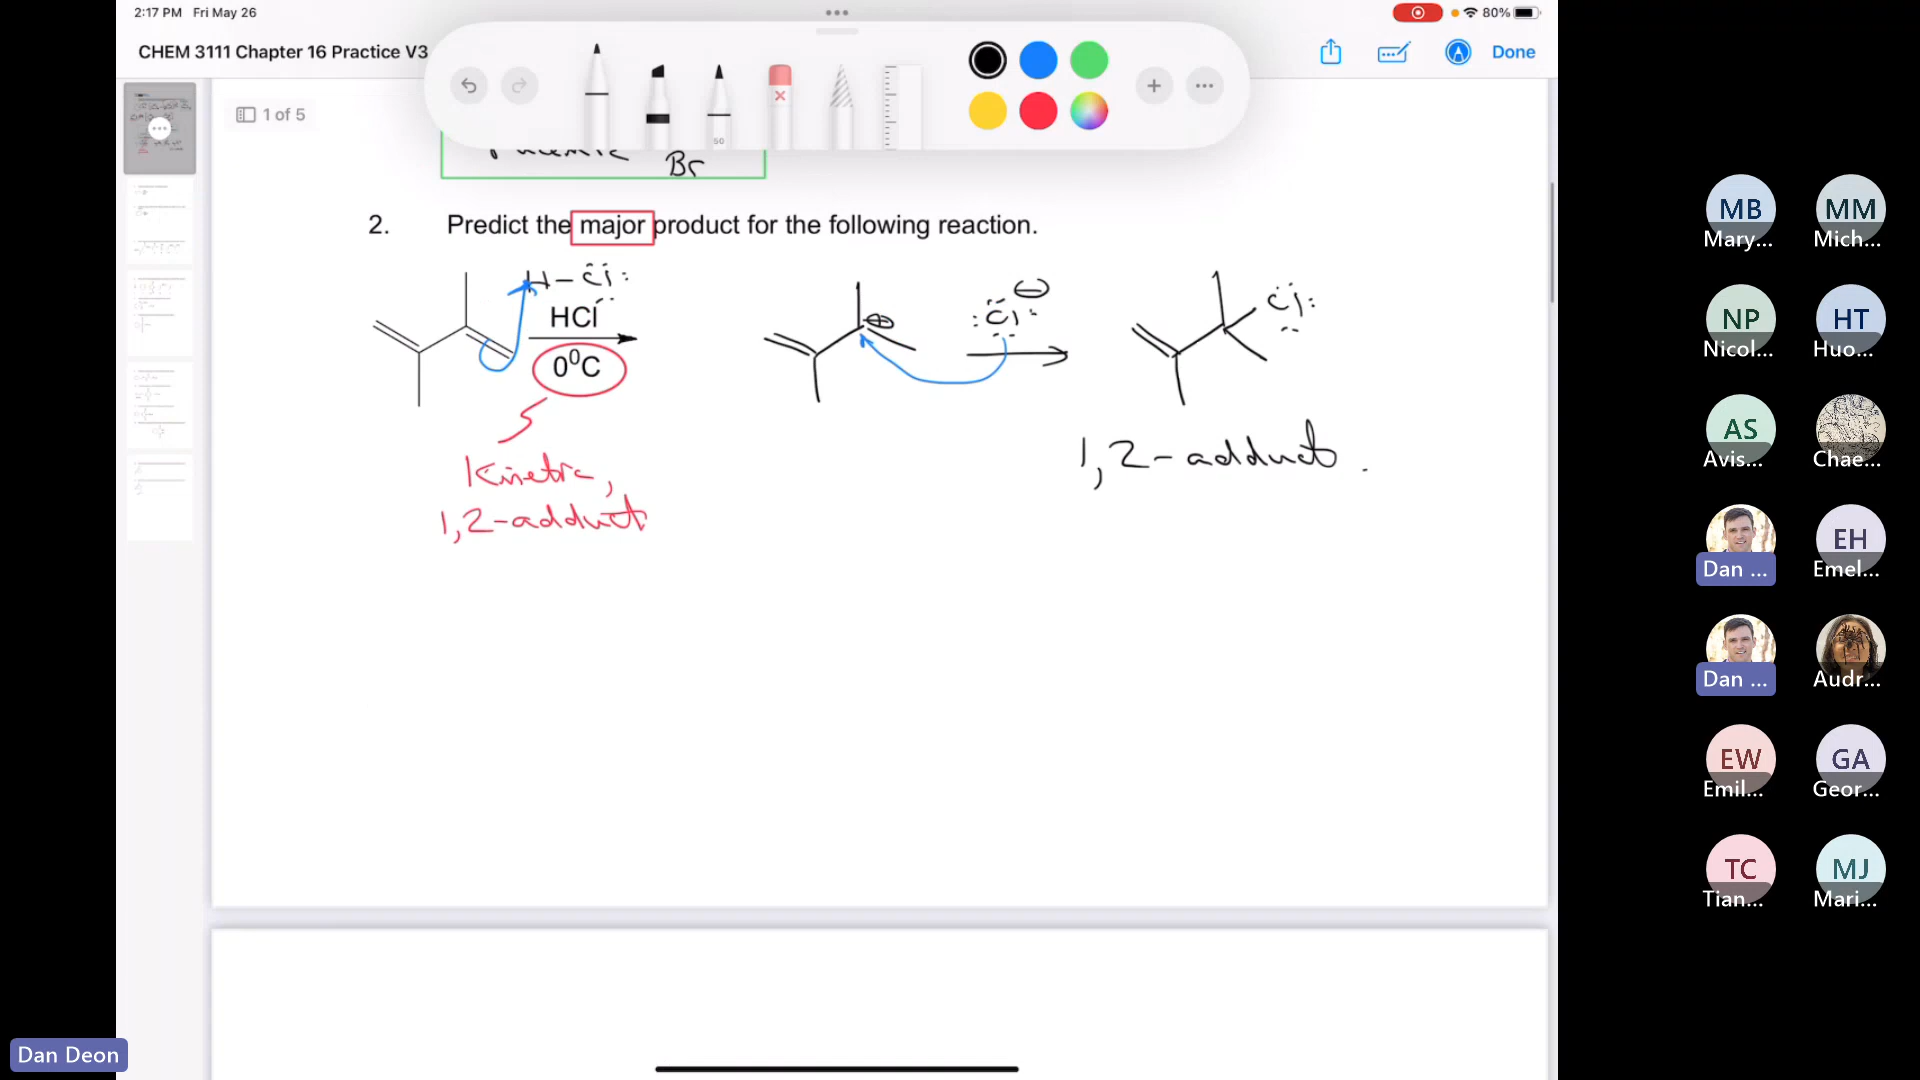 2:17 PM Fri May 26
80%
CHEM 3111 Chapter 16 Practice V3
Done
50
1 of 5
Br
2. Predict the major product for the following reaction.
H-Cl:
HCl
0⁰C
⊕
:Cl:
⊖
Cl:
Kinetic,
1,2-adduct
1,2-adduct.
MB
Mary...
MM
Mich...
NP
Nicol...
HT
Huo...
AS
Avis...
Chae...
Dan ...
EH
Emel...
Dan ...
Audr...
EW
Emil...
GA
Geor...
TC
Tian...
MJ
Mari...
Dan Deon